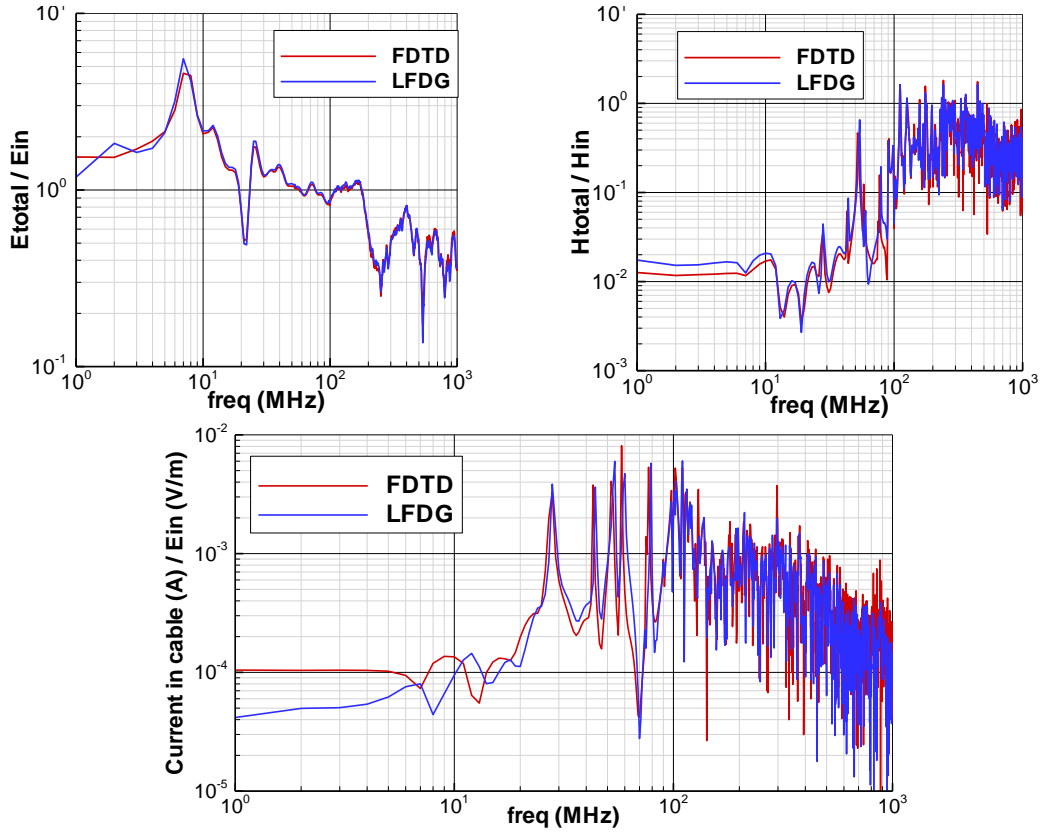 10'
10⁰
10⁻¹
Etotal / Ein
FDTD
LFDG
10⁰
10¹
10²
10³
freq (MHz)
10¹
10⁰
10⁻¹
10⁻²
10⁻³
Htotal / Hin
FDTD
LFDG
10⁰
10¹
10²
10³
freq (MHz)
10⁻²
10⁻³
10⁻⁴
10⁻⁵
Current in cable (A) / Ein (V/m)
FDTD
LFDG
10⁰
10¹
10²
10³
freq (MHz)